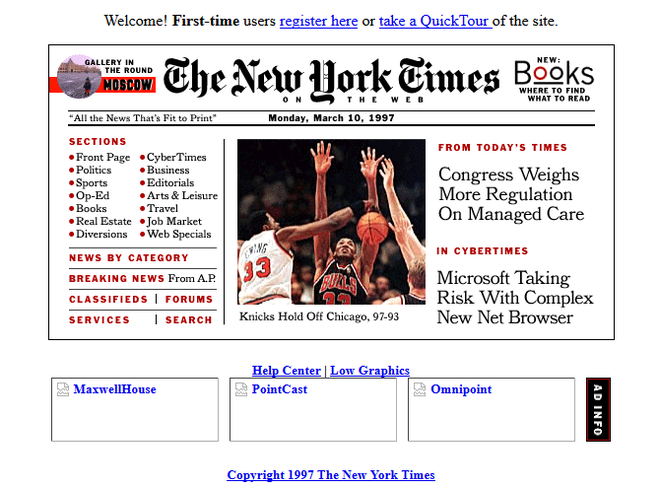 Welcome! First-time users register here or take a QuickTour of the site.
GALLERY IN
THE ROUND
MOSCOW
The New York Times
ON THE WEB
NEW:
Books
WHERE TO FIND
WHAT TO READ
"All the News That's Fit to Print"
Monday, March 10, 1997
SECTIONS
Front Page
CyberTimes
Politics
Business
Sports
Editorials
Op-Ed
Arts & Leisure
Books
Travel
Real Estate
Job Market
Diversions
Web Specials
NEWS BY CATEGORY
BREAKING NEWS From A.P.
CLASSIFIEDS | FORUMS
SERVICES | SEARCH
EWING
33
BULLS
Knicks Hold Off Chicago, 97-93
FROM TODAY'S TIMES
Congress Weighs
More Regulation
On Managed Care
IN CYBERTIMES
Microsoft Taking
Risk With Complex
New Net Browser
Help Center | Low Graphics
MaxwellHouse
PointCast
Omnipoint
AD INFO
Copyright 1997 The New York Times